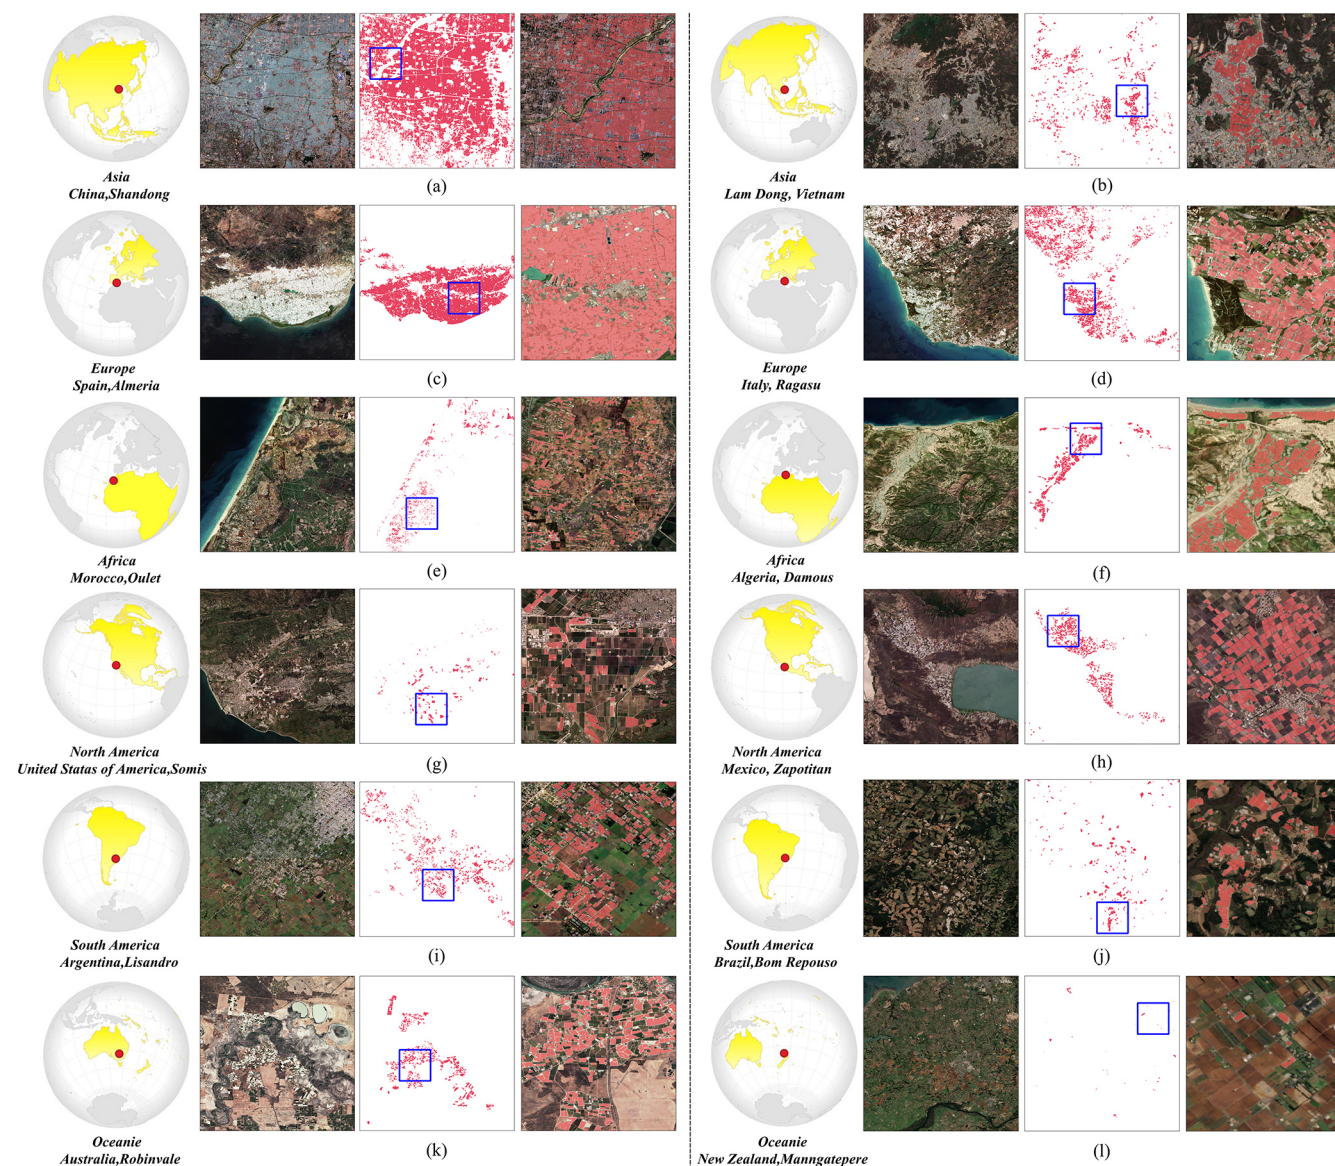 Asia
China,Shandong
(a)
Asia
Lam Dong, Vietnam
(b)
Europe
Spain,Almeria
(c)
Europe
Italy, Ragasu
(d)
Africa
Morocco,Oulet
(e)
Africa
Algeria, Damous
(f)
North America
United Statas of America,Somis
(g)
North America
Mexico, Zapotitan
(h)
South America
Argentina,Lisandro
(i)
South America
Brazil,Bom Repouso
(j)
Oceanie
Australia,Robinvale
(k)
Oceanie
New Zealand,Manngatepere
(l)